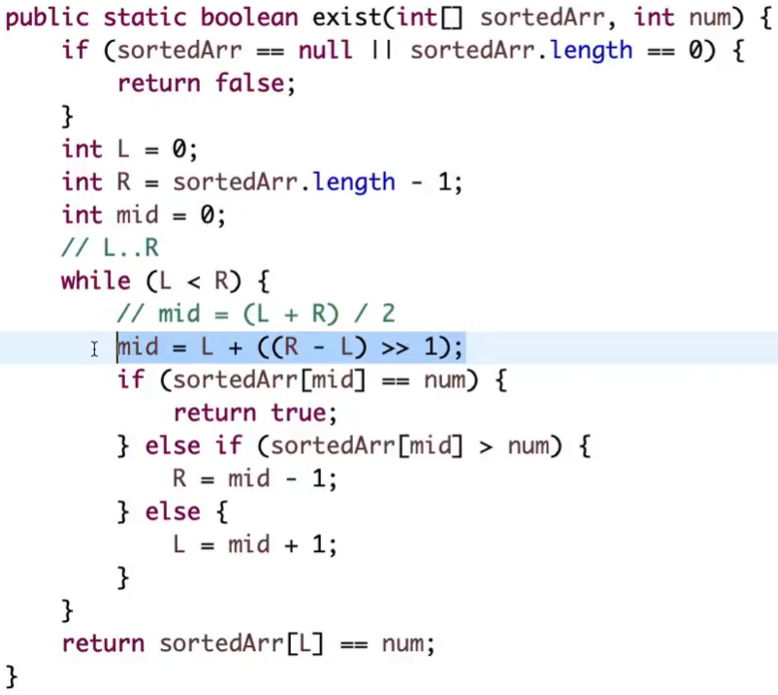 public static boolean exist(int[] sortedArr, int num) {
    if (sortedArr == null || sortedArr.length == 0) {
        return false;
    }
    int L = 0;
    int R = sortedArr.length - 1;
    int mid = 0;
    // L..R
    while (L < R) {
        // mid = (L + R) / 2
        mid = L + ((R - L) >> 1);
        if (sortedArr[mid] == num) {
            return true;
        } else if (sortedArr[mid] > num) {
            R = mid - 1;
        } else {
            L = mid + 1;
        }
    }
    return sortedArr[L] == num;
}